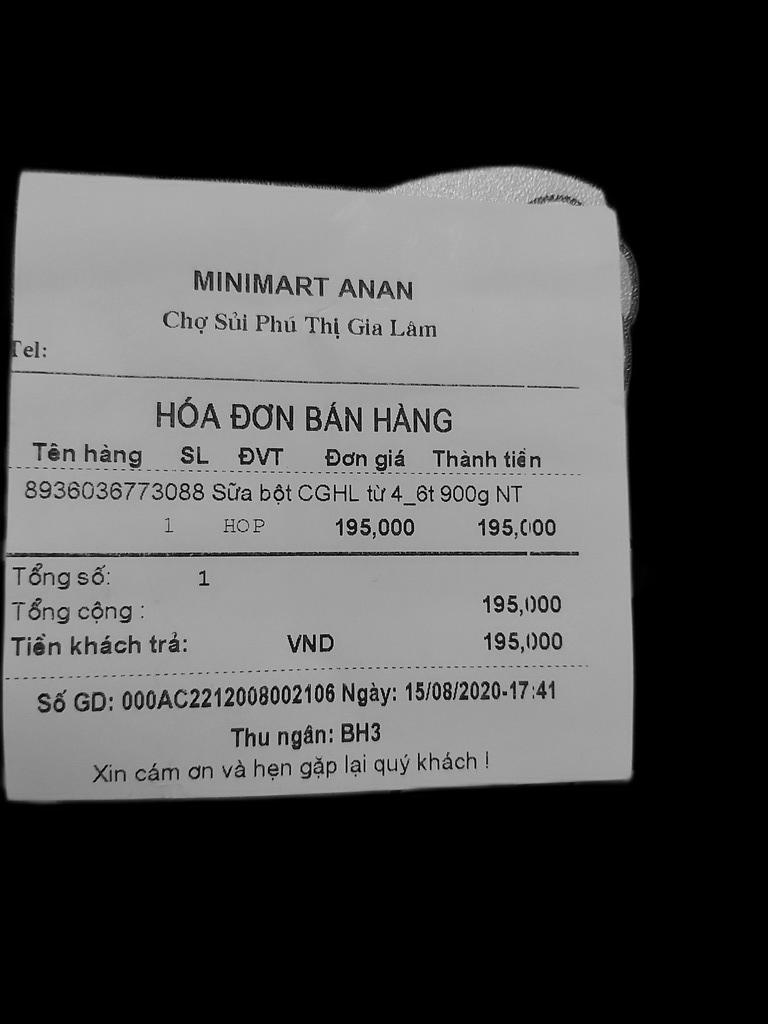 MINIMART ANAN
Chợ Sủi Phú Thị Gia Lâm
Tel:
HÓA ĐƠN BÁN HÀNG
Tên hàng SL ĐVT Đơn giá Thành tiền
8936036773088 Sữa bột CGHL từ 4_6t 900g NT
1 HOP 195,000 195,000
Tổng số: 1
Tổng cộng : 195,000
Tiền khách trả: VND 195,000
Số GD: 000AC2212008002106 Ngày: 15/08/2020-17:41
Thu ngân: BH3
Xin cám ơn và hẹn gặp lại quý khách !